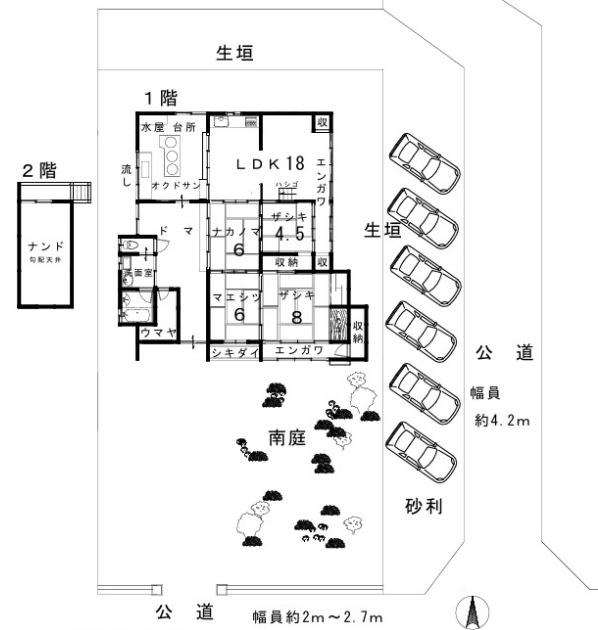 生垣
1階
水屋 台所
収
流し
LDK18
エンガワ
オクドサン
ハシゴ
2階
ナンド
勾配天井
ドマ
ナカノマ
6
ザシキ
4.5
生垣
収納
収
洗面室
マエシツ
6
ザシキ
8
収納
ウマヤ
シキダイ
エンガワ
公道
幅員
約4.2m
南庭
砂利
公道
幅員約2m～2.7m